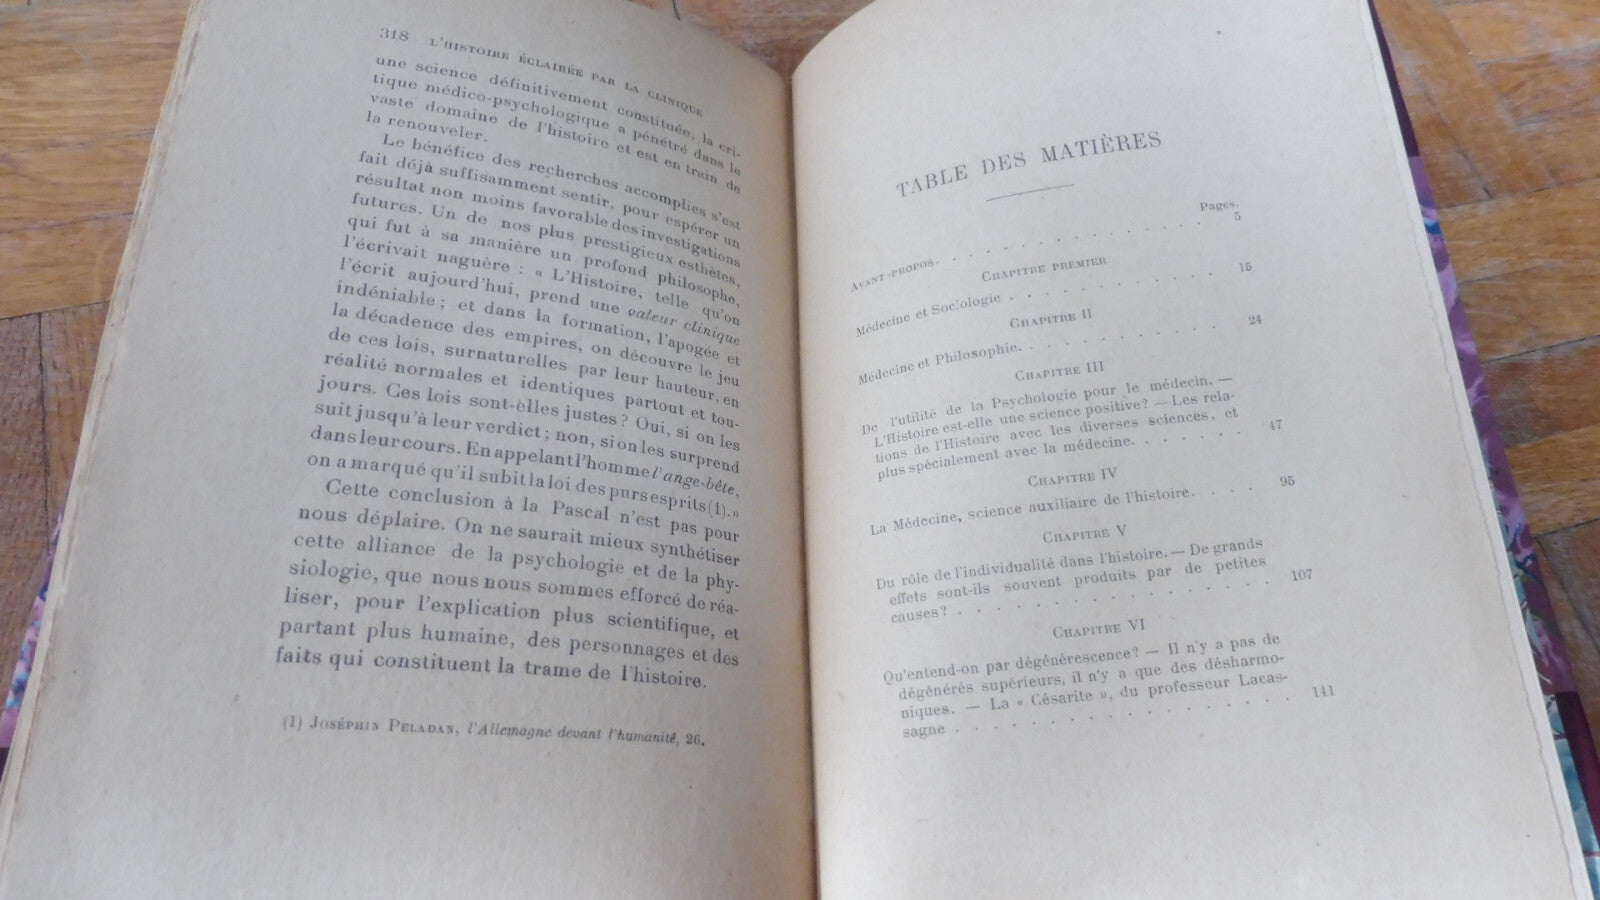 318 L'HISTOIRE ÉCLAIRÉE PAR LA CLINIQUE
une science définitivement constituée, la cri-
tique médico-psychologique a pénétré dans le
vaste domaine de l'histoire et est en train de
la renouveler.
Le bénéfice des recherches accomplies s'est
fait déjà suffisamment sentir, pour espérer un
résultat non moins favorable des investigations
futures. Un de nos plus prestigieux esthètes,
qui fut à sa manière un profond philosophe,
l'écrivait naguère : « L'Histoire, telle qu'on
l'écrit aujourd'hui, prend une valeur clinique
indéniable ; et dans la formation, l'apogée et
la décadence des empires, on découvre le jeu
de ces lois, surnaturelles par leur hauteur, en
réalité normales et identiques partout et tou-
jours. Ces lois sont-elles justes ? Oui, si on les
suit jusqu'à leur verdict ; non, si on les surprend
dans leur cours. En appelant l'homme l'ange-bête,
on a marqué qu'il subit la loi des purs esprits (1). »
Cette conclusion à la Pascal n'est pas pour
nous déplaire. On ne saurait mieux synthétiser
cette alliance de la psychologie et de la phy-
siologie, que nous nous sommes efforcé de réa-
liser, pour l'explication plus scientifique, et
partant plus humaine, des personnages et des
faits qui constituent la trame de l'histoire.
(1) JOSÉPHIN PELADAN, l'Allemagne devant l'humanité, 26.
TABLE DES MATIÈRES
Pages.
AVANT-PROPOS. . . . . . . . . . . . . . 5
CHAPITRE PREMIER
Médecine et Sociologie . . . . . . . . . . 15
CHAPITRE II
Médecine et Philosophie. . . . . . . . . . 24
CHAPITRE III
De l'utilité de la Psychologie pour le médecin. —
L'Histoire est-elle une science positive ? — Les rela-
tions de l'Histoire avec les diverses sciences, et
plus spécialement avec la médecine. . . . . . . 47
CHAPITRE IV
La Médecine, science auxiliaire de l'histoire. . . . 95
CHAPITRE V
Du rôle de l'individualité dans l'histoire. — De grands
effets sont-ils souvent produits par de petites
causes ? . . . . . . . . . . . . . . 107
CHAPITRE VI
Qu'entend-on par dégénérescence ? — Il n'y a pas de
dégénérés supérieurs, il n'y a que des désharmo-
niques. — La « Césarite », du professeur Lacas-
sagne . . . . . . . . . . . . . . . 141